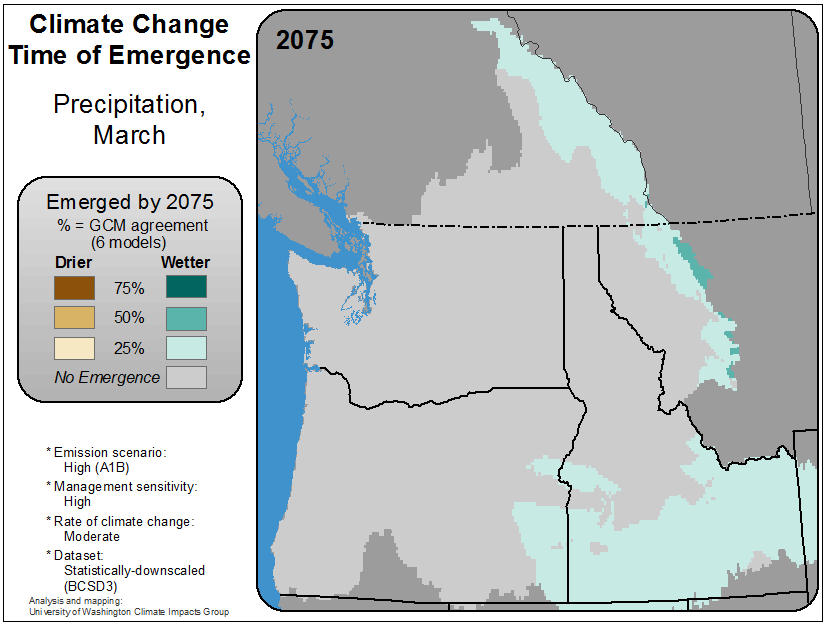 Climate Change
Time of Emergence
Precipitation,
March
2075
Emerged by 2075
% = GCM agreement
(6 models)
Drier Wetter
75%
50%
25%
No Emergence
* Emission scenario:
High (A1B)
* Management sensitivity:
High
* Rate of climate change:
Moderate
* Dataset:
Statistically-downscaled
(BCSD3)
Analysis and mapping:
University of Washington Climate Impacts Group